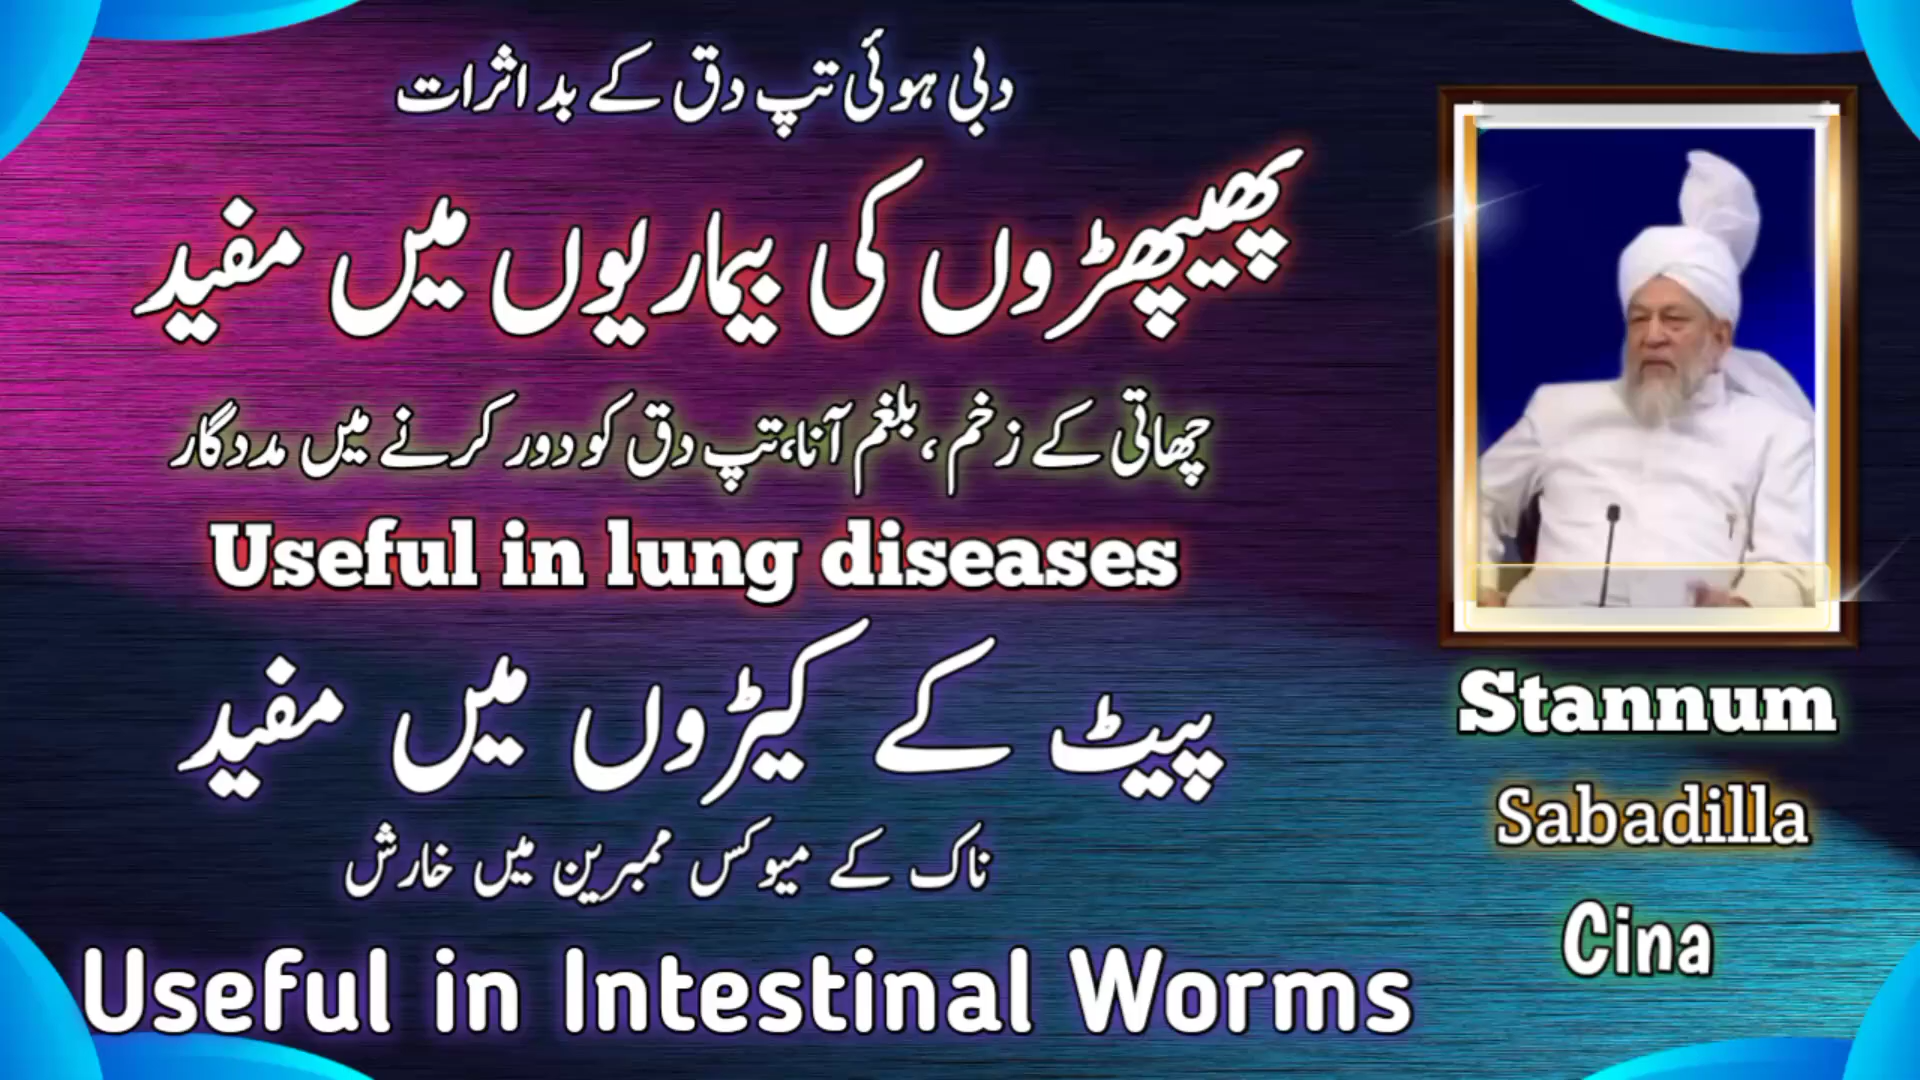 دبی ہوئی تپ دق کے بد اثرات
پھیپھڑوں کی بیماریوں میں مفید
چھاتی کے زخم، بلغم آنا، تپ دق کو دور کرنے میں مددگار
Useful in lung diseases
پیٹ کے کیڑوں میں مفید
ناک کے میوکس ممبرین میں خارش
Useful in Intestinal Worms
Stannum
Sabadilla
Cina